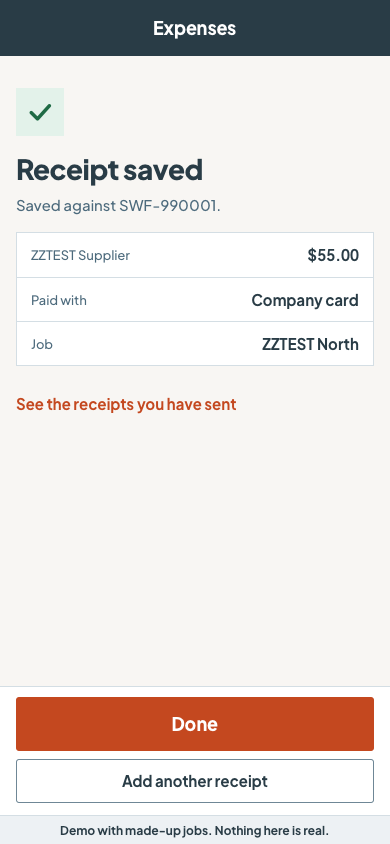 Expenses
Receipt saved
Saved against SWF-990001.
ZZTEST Supplier $55.00
Paid with Company card
Job ZZTEST North
See the receipts you have sent
Done
Add another receipt
Demo with made-up jobs. Nothing here is real.